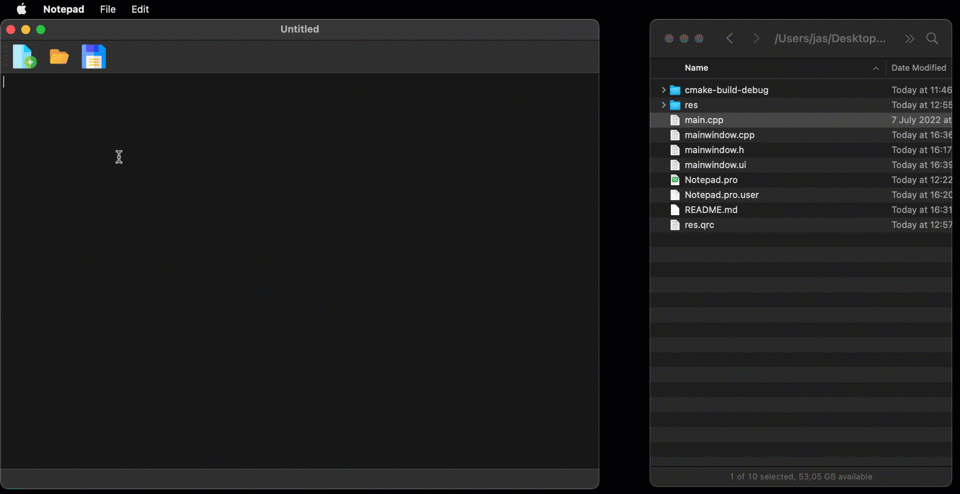 Notepad File Edit
Untitled
/Users/jas/Desktop...
Name Date Modified
cmake-build-debug Today at 11:46
res Today at 12:55
main.cpp 7 July 2022 at
mainwindow.cpp Today at 16:36
mainwindow.h Today at 16:17
mainwindow.ui Today at 16:39
Notepad.pro Today at 12:22
Notepad.pro.user Today at 16:20
README.md Today at 16:31
res.qrc Today at 12:57
1 of 10 selected, 53,05 GB available